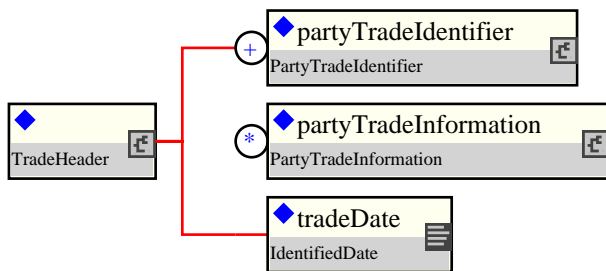 partyTradeIdentifier
+
PartyTradeIdentifier
TradeHeader
partyTradeInformation
*
PartyTradeInformation
tradeDate
IdentifiedDate